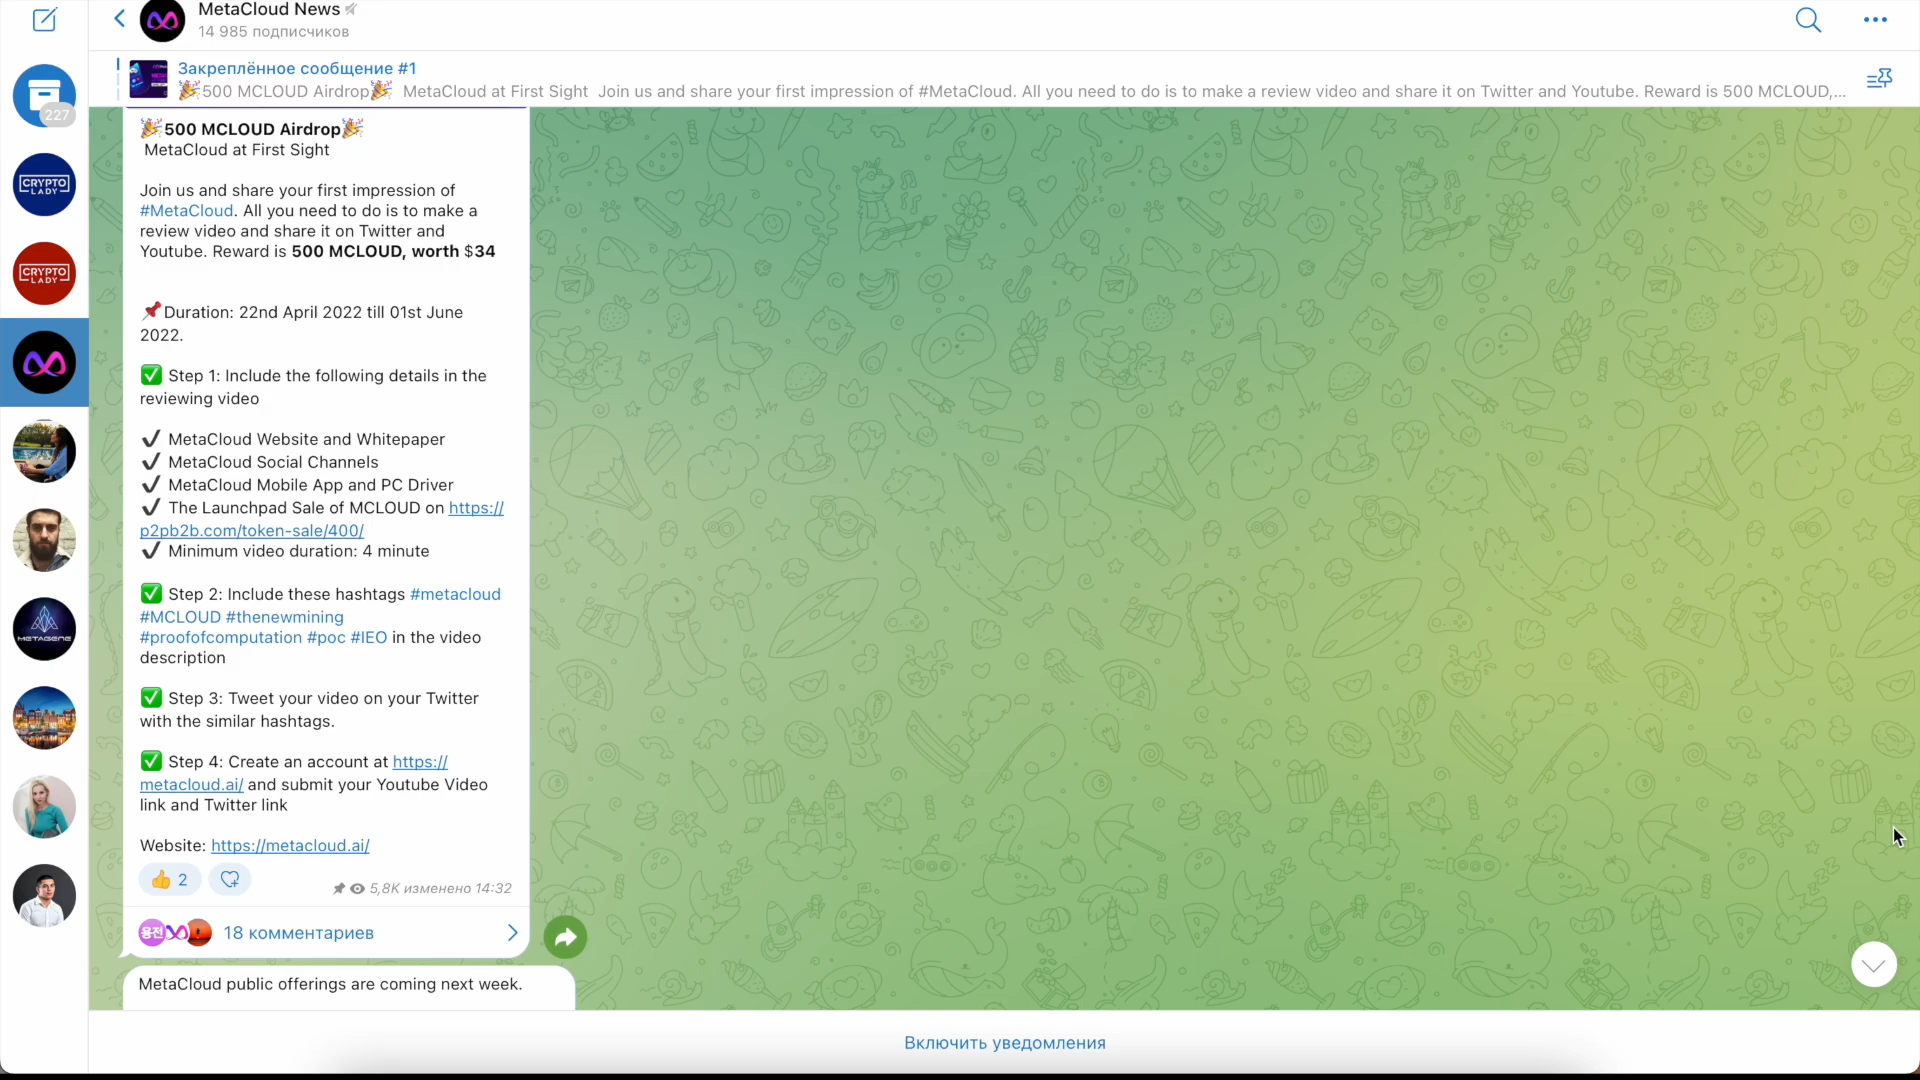 MetaCloud News
14 985 подписчиков
Закреплённое сообщение #1
🎉500 MCLOUD Airdrop🎉 MetaCloud at First Sight Join us and share your first impression of #MetaCloud. All you need to do is to make a review video and share it on Twitter and Youtube. Reward is 500 MCLOUD,...
227
CRYPTO
LADY
CRYPTO
LADY
METAGENE
🎉500 MCLOUD Airdrop🎉
MetaCloud at First Sight
Join us and share your first impression of
#MetaCloud. All you need to do is to make a
review video and share it on Twitter and
Youtube. Reward is 500 MCLOUD, worth $34
📌Duration: 22nd April 2022 till 01st June
2022.
✅ Step 1: Include the following details in the
reviewing video
✔ MetaCloud Website and Whitepaper
✔ MetaCloud Social Channels
✔ MetaCloud Mobile App and PC Driver
✔ The Launchpad Sale of MCLOUD on https://
p2pb2b.com/token-sale/400/
✔ Minimum video duration: 4 minute
✅ Step 2: Include these hashtags #metacloud
#MCLOUD #thenewmining
#proofofcomputation #poc #IEO in the video
description
✅ Step 3: Tweet your video on your Twitter
with the similar hashtags.
✅ Step 4: Create an account at https://
metacloud.ai/ and submit your Youtube Video
link and Twitter link
Website: https://metacloud.ai/
👍 2
5,8K изменено 14:32
용전
18 комментариев
MetaCloud public offerings are coming next week.
Включить уведомления